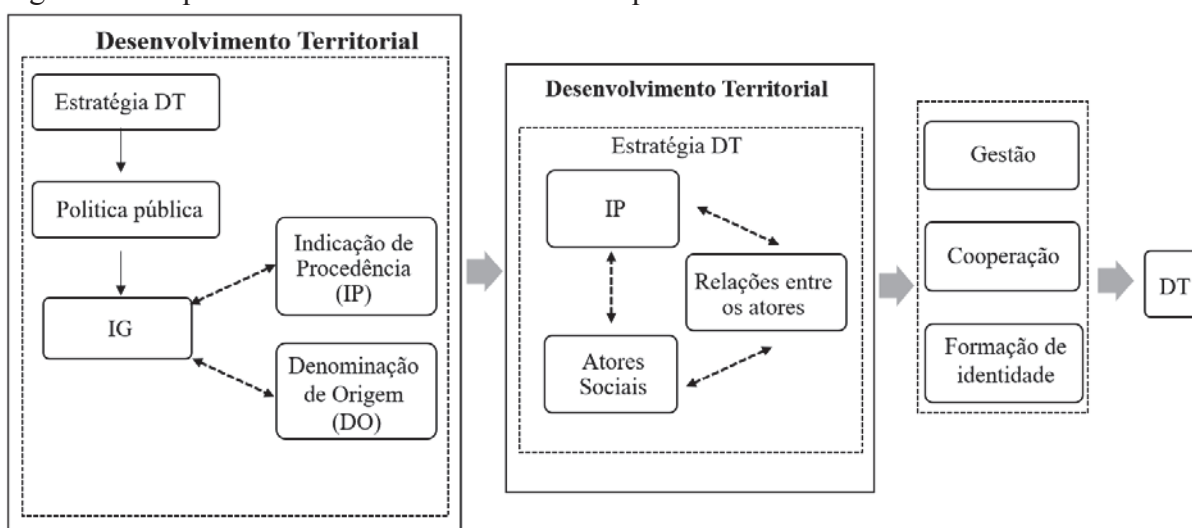 Desenvolvimento Territorial
Estratégia DT
Politica pública
IG
Indicação de
Procedência
(IP)
Denominação
de Origem
(DO)
Desenvolvimento Territorial
Estratégia DT
IP
Relações entre
os atores
Atores
Sociais
Gestão
Cooperação
Formação de
identidade
DT